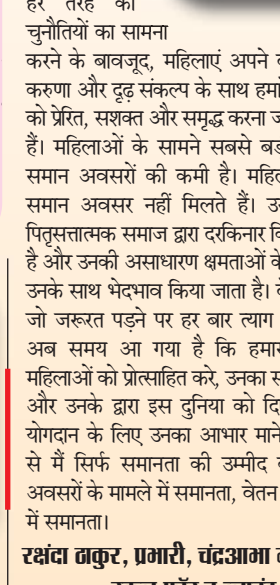 हर तरह की
चुनौतियों का सामना
करने के बावजूद, महिलाएं अपने
करुणा और दृढ़ संकल्प के साथ
को प्रेरित, सशक्त और समृद्ध करना
हैं। महिलाओं के सामने सबसे
समान अवसरों की कमी है।
समान अवसर नहीं मिलते हैं।
पितृसत्तात्मक समाज द्वारा दरकिनार
है और उनकी असाधारण क्षमताओं
उनके साथ भेदभाव किया जाता है।
जो जरूरत पड़ने पर हर बार त्याग
अब समय आ गया है कि
महिलाओं को प्रोत्साहित करे, उनका
और उनके द्वारा इस दुनिया को
योगदान के लिए उनका आभार
से मैं सिर्फ समानता की उम्मीद
अवसरों के मामले में समानता, वेतन
में समानता।
रक्षंदा ठाकुर, प्रभारी, चंद्रआभा